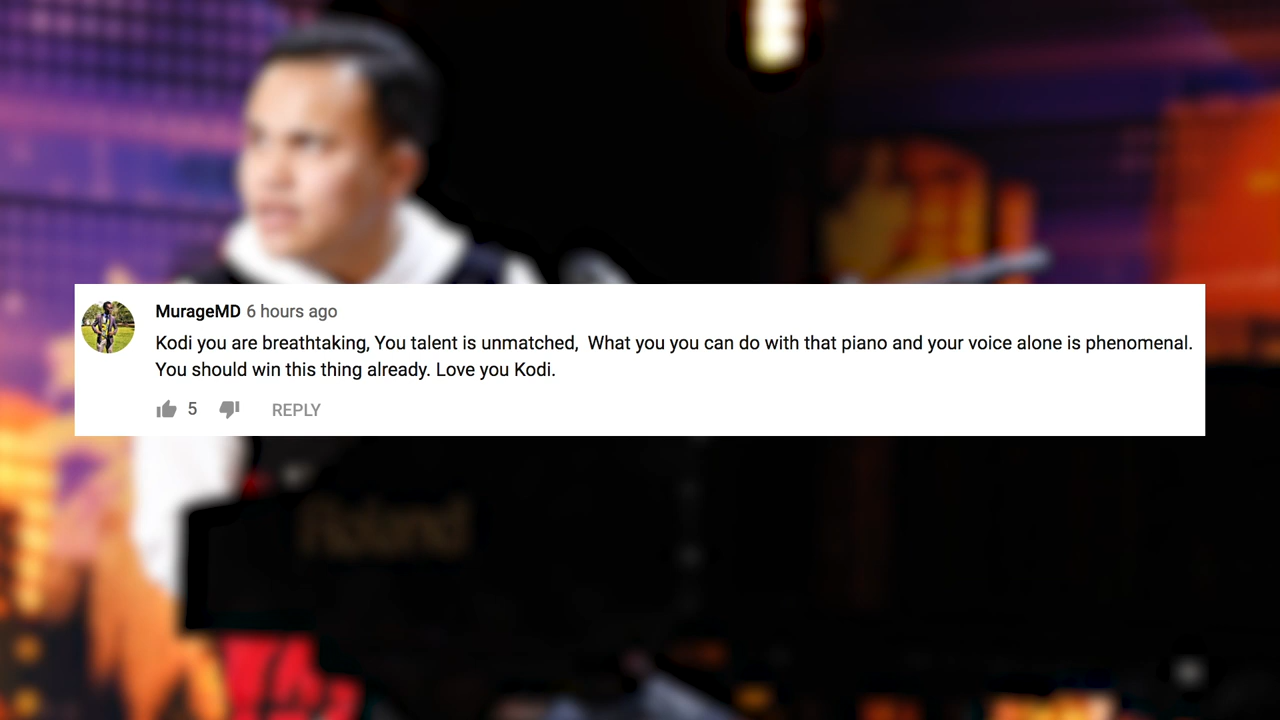 MurageMD 6 hours ago
Kodi you are breathtaking, You talent is unmatched,  What you you can do with that piano and your voice alone is phenomenal.
You should win this thing already. Love you Kodi.
5 REPLY
Roland